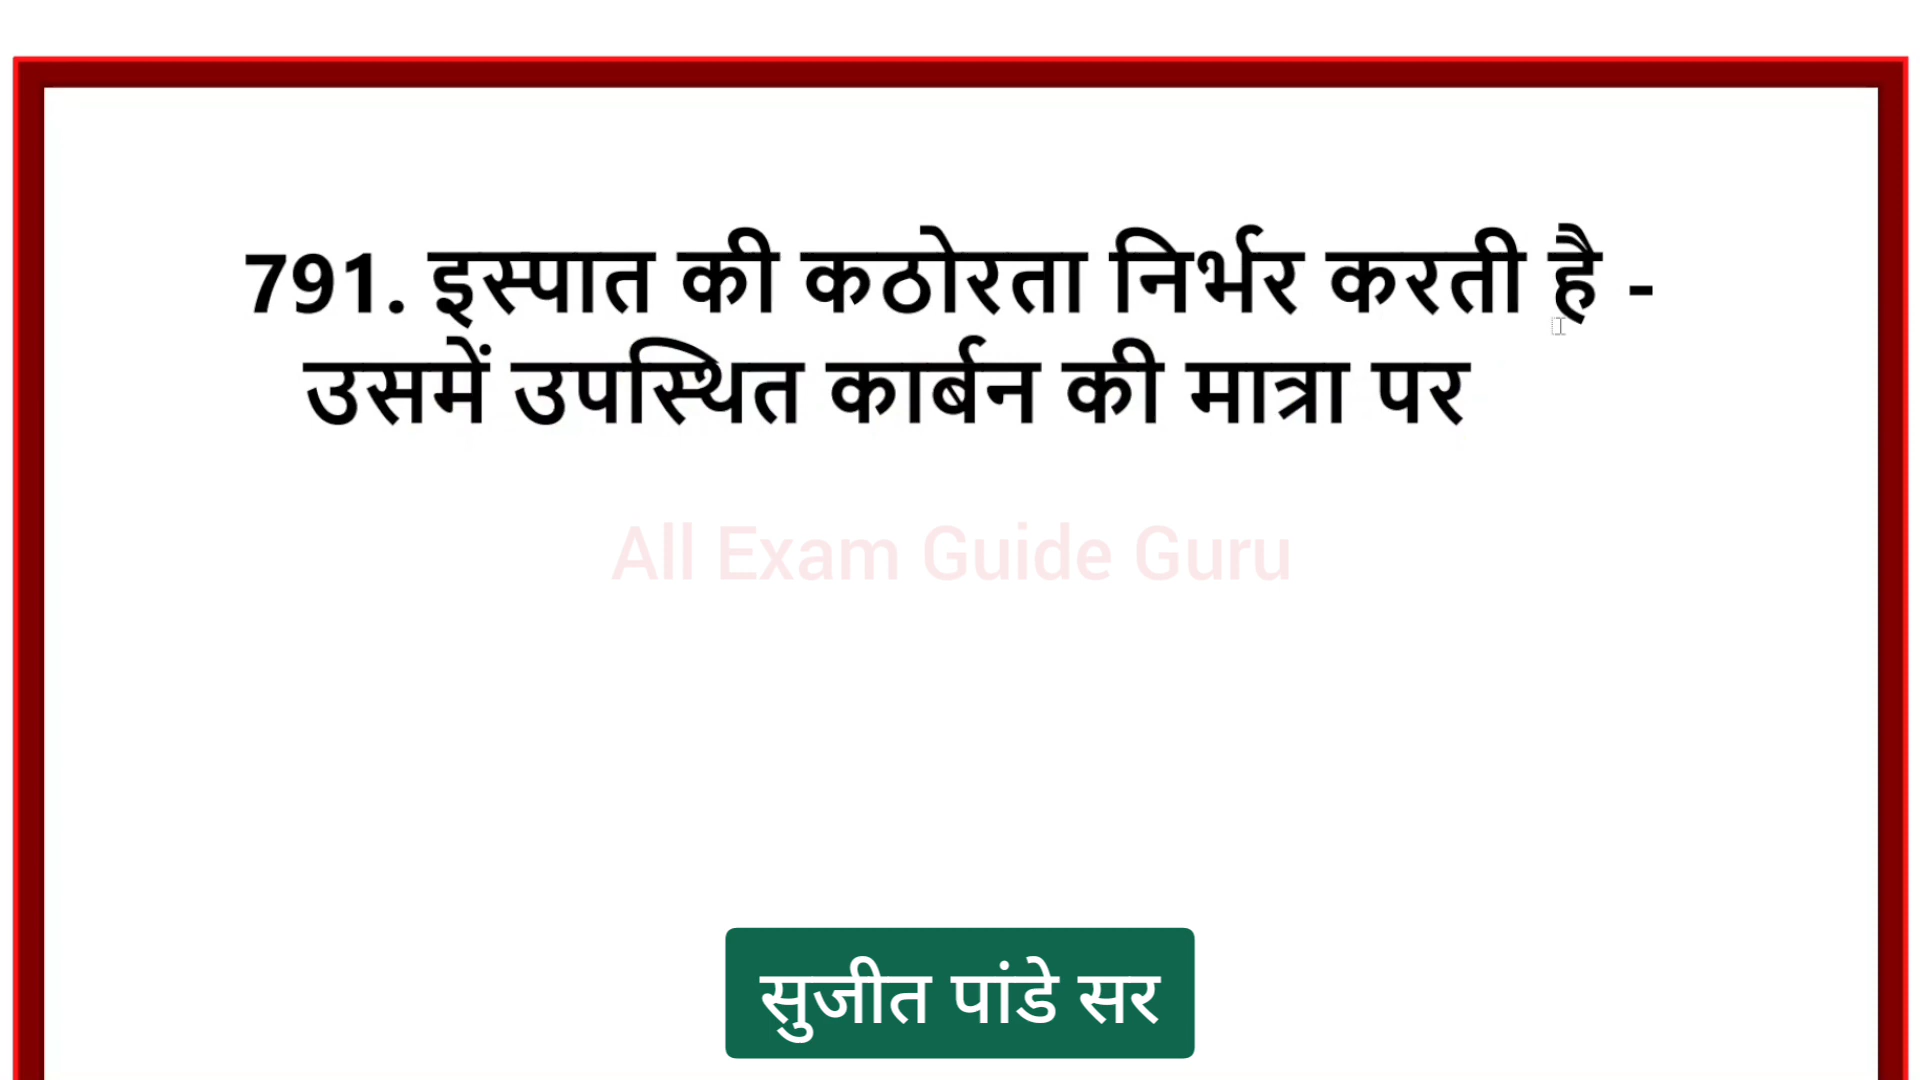 791. इस्पात की कठोरता निर्भर करती है -
उसमें उपस्थित कार्बन की मात्रा पर
All Exam Guide Guru
सुजीत पांडे सर